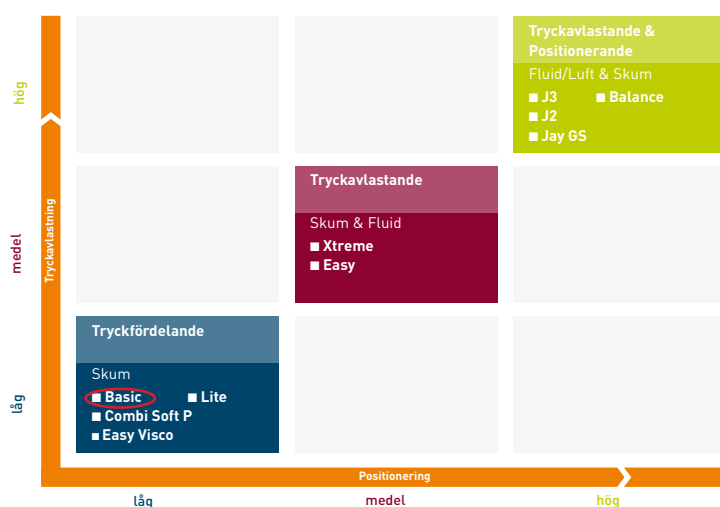 hög
Tryckavlastande &
Positionerande
Fluid/Luft & Skum
■ J3 ■ Balance
■ J2
■ Jay GS
medel
Tryckavlastning
Tryckavlastande
Skum & Fluid
■ Xtreme
■ Easy
låg
Tryckfördelande
Skum
■ Basic ■ Lite
■ Combi Soft P
■ Easy Visco
Positionering
låg medel hög